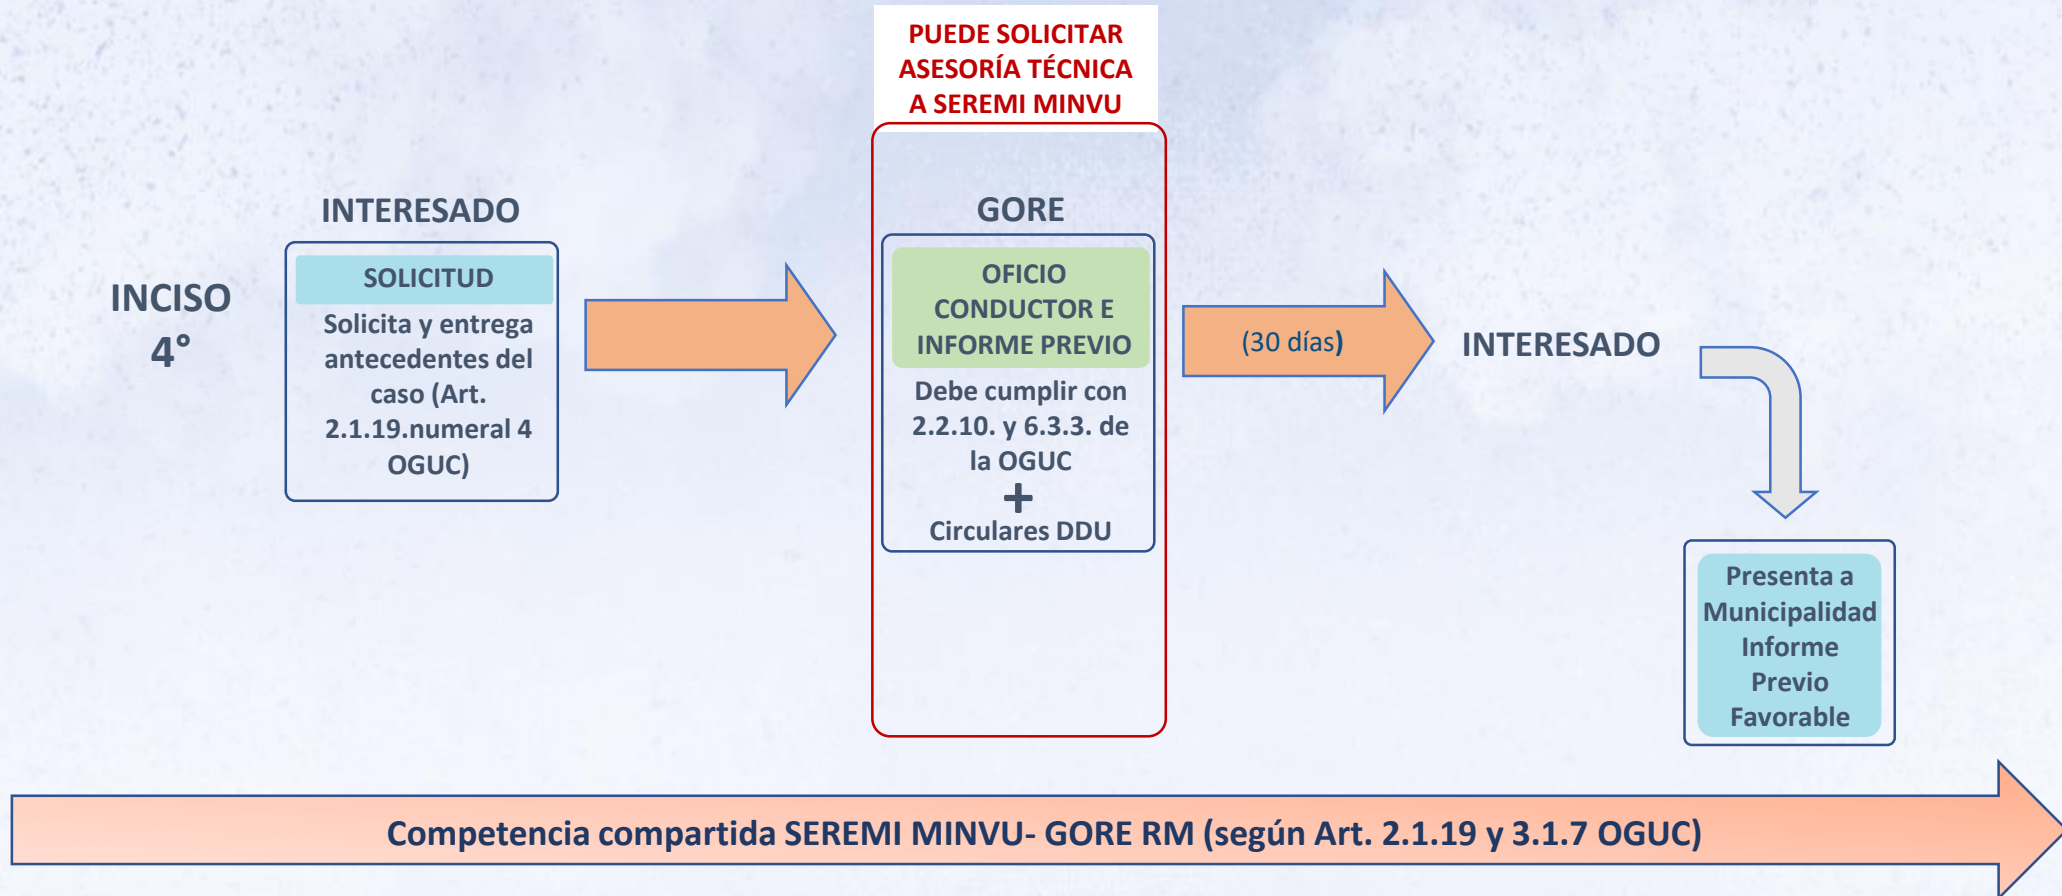 PUEDE SOLICITAR
ASESORÍA TÉCNICA
A SEREMI MINVU
INCISO
4°
INTERESADO
SOLICITUD
Solicita y entrega
antecedentes del
caso (Art.
2.1.19.numeral 4
OGUC)
GORE
OFICIO
CONDUCTOR E
INFORME PREVIO
Debe cumplir con
2.2.10. y 6.3.3. de
la OGUC
+
Circulares DDU
(30 días)
INTERESADO
Presenta a
Municipalidad
Informe
Previo
Favorable
Competencia compartida SEREMI MINVU- GORE RM (según Art. 2.1.19 y 3.1.7 OGUC)